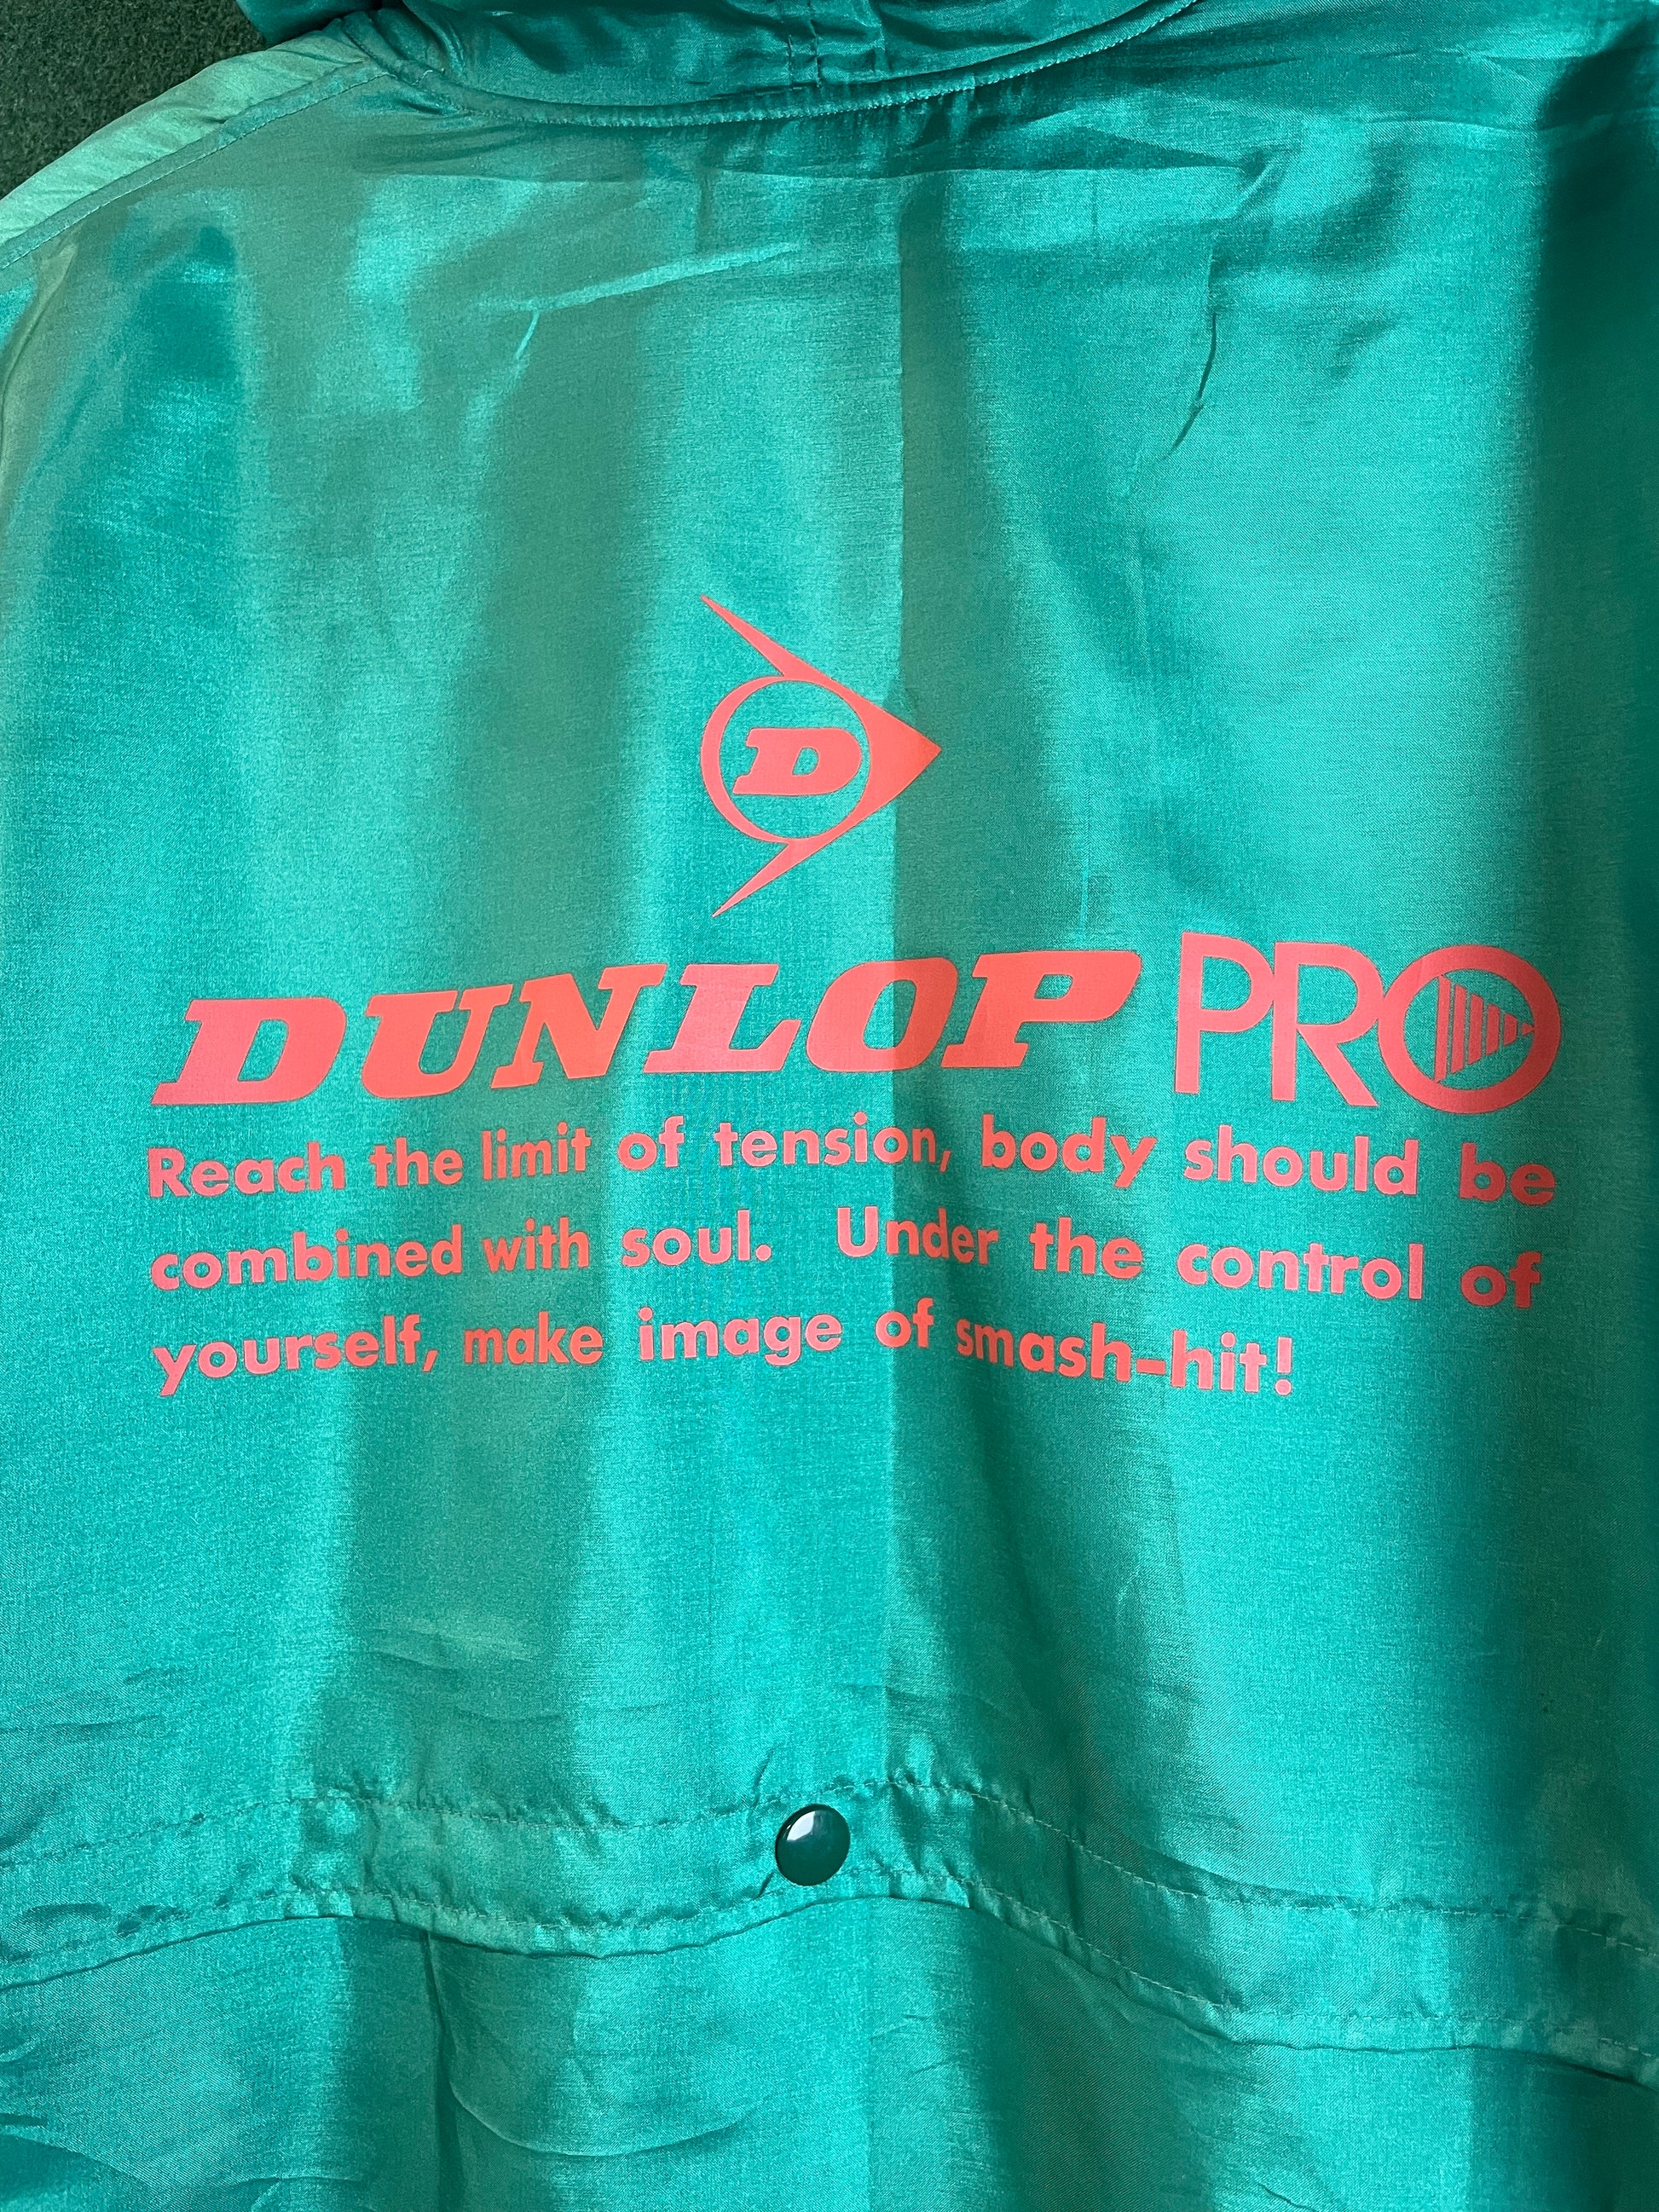 D
DUNLOP PRO
Reach the limit of tension, body should be
combined with soul. Under the control of
yourself, make image of smash-hit!